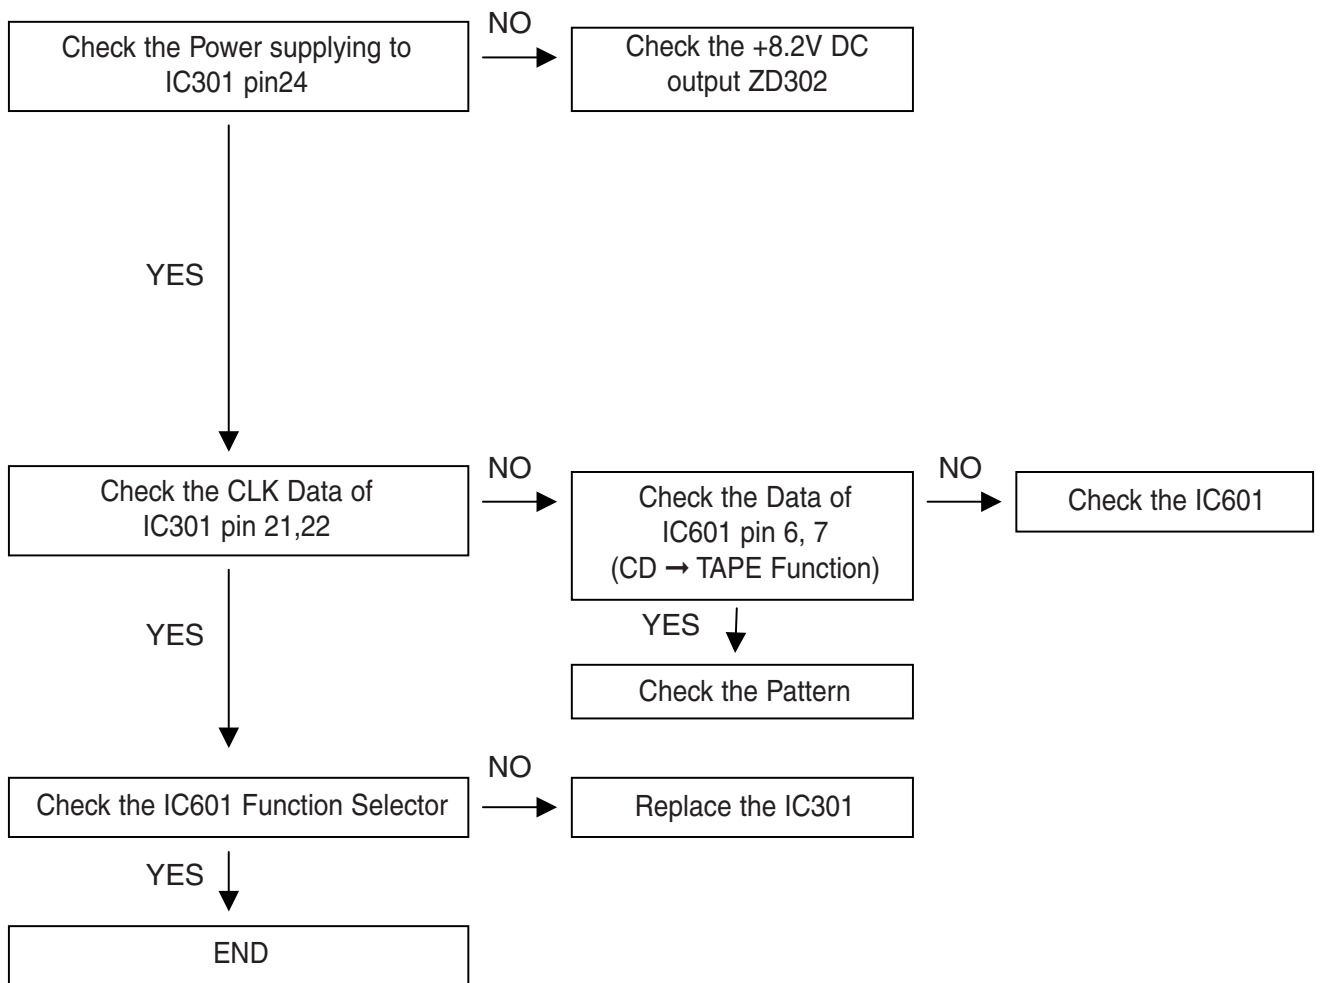 Check the Power supplying to
IC301 pin24
NO
Check the +8.2V DC
output ZD302
YES
Check the CLK Data of
IC301 pin 21,22
NO
Check the Data of
IC601 pin 6, 7
(CD → TAPE Function)
NO
Check the IC601
YES
Check the Pattern
YES
Check the IC601 Function Selector
NO
Replace the IC301
YES
END